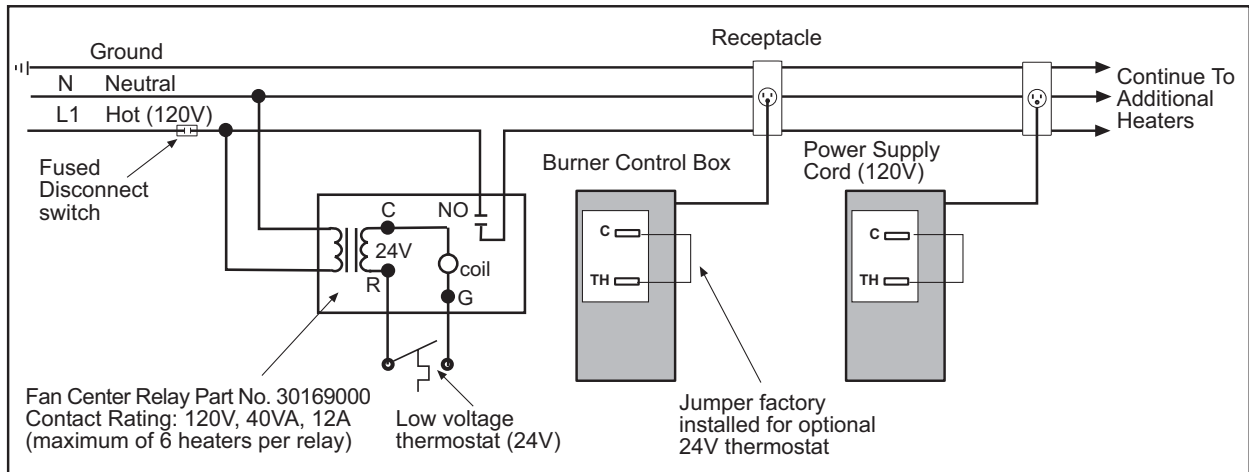 Ground
Receptacle
N Neutral
L1 Hot (120V)
Continue To
Additional
Heaters
Fused
Disconnect
switch
Burner Control Box
Power Supply
Cord (120V)
C NO
24V
R
coil
G
C
TH
C
TH
Fan Center Relay Part No. 30169000
Contact Rating: 120V, 40VA, 12A
(maximum of 6 heaters per relay)
Low voltage
thermostat (24V)
Jumper factory
installed for optional
24V thermostat